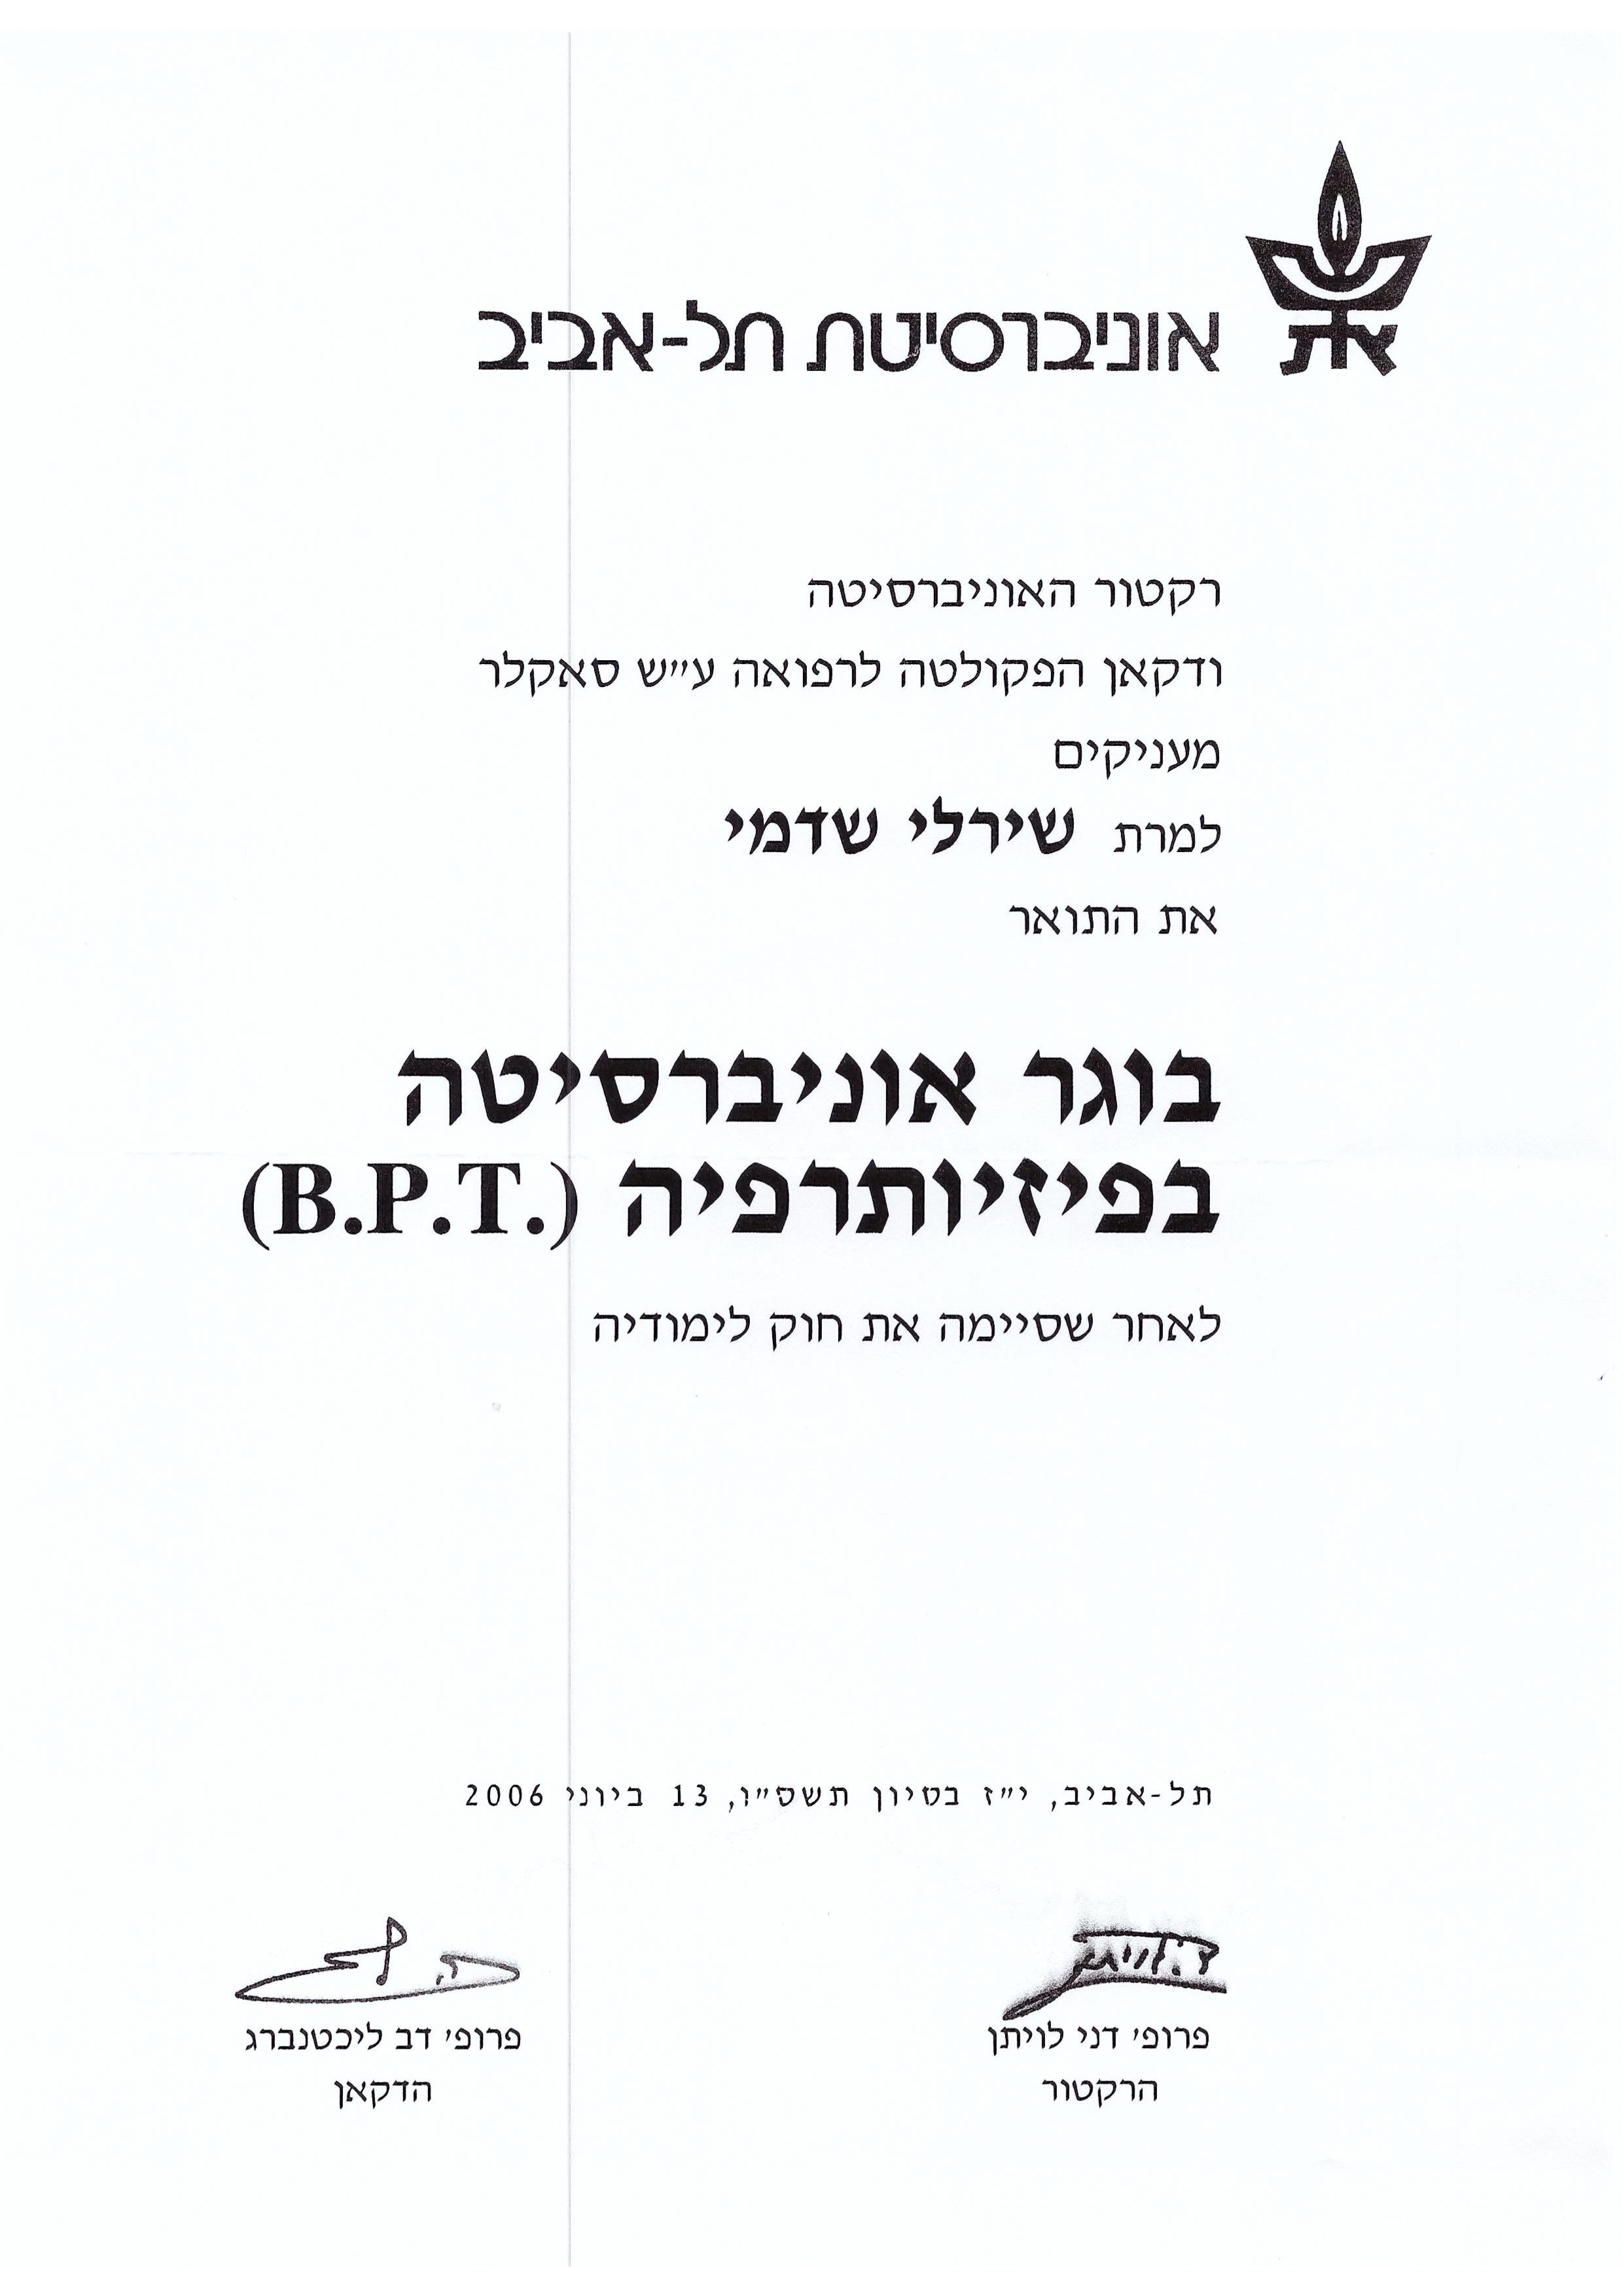 אוניברסיטת תל-אביב
רקטור האוניברסיטה
ודקאן הפקולטה לרפואה ע״ש סאקלר
מעניקים
למרת שירלי שדמי
את התואר
בוגר אוניברסיטה
בפיזיותרפיה (B.P.T.)
לאחר שסיימה את חוק לימודיה
תל-אביב, י״ז בסיון תשס״ו, 13 ביוני 2006
פרופ׳ דני לויתן
הרקטור
פרופ׳ דב ליכטנברג
הדקאן